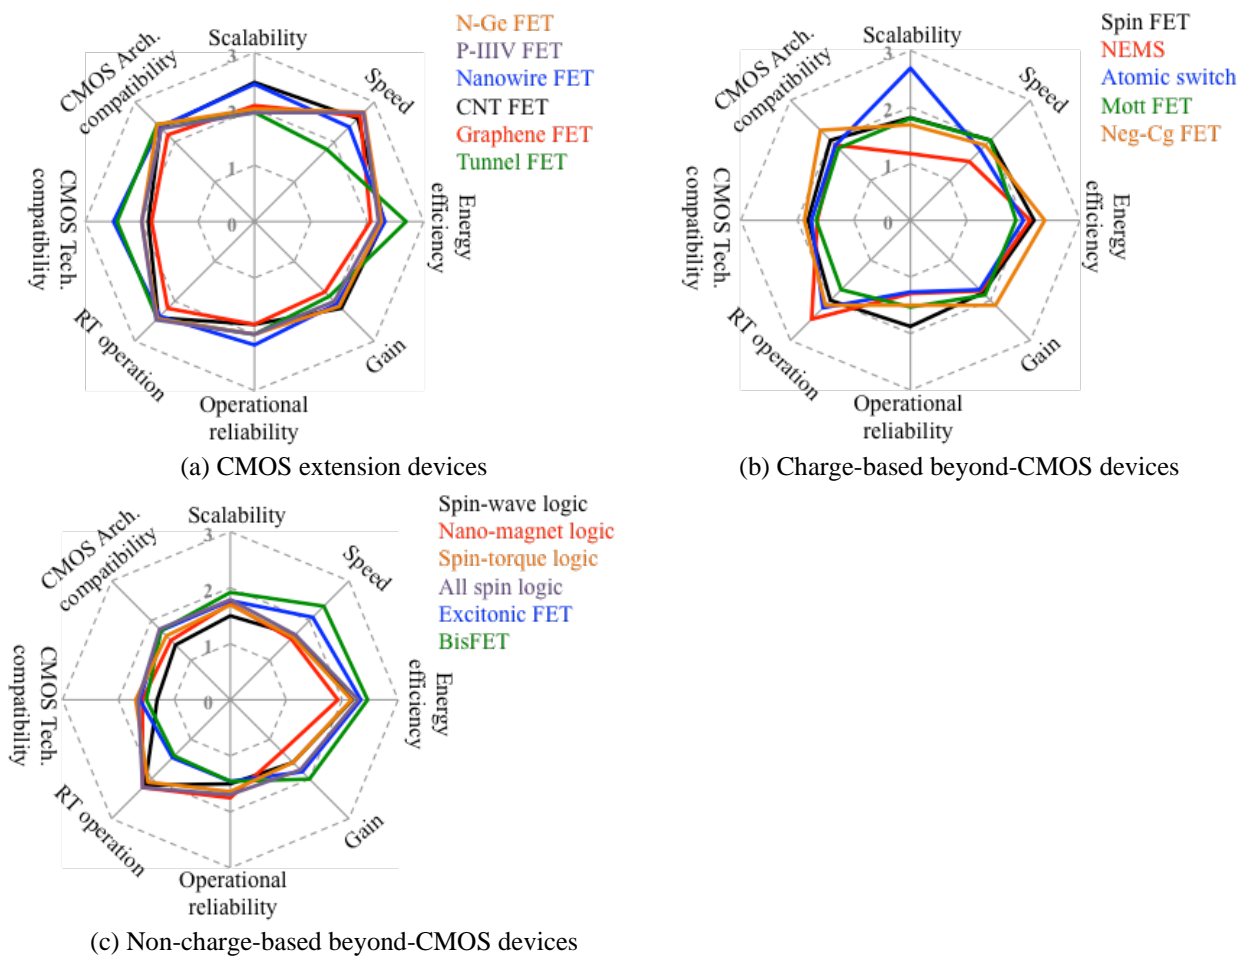 Scalability
3
2
1
0
Speed
Energy
efficiency
Gain
Operational
reliability
RT operation
CMOS Tech.
compatibility
CMOS Arch.
compatibility
N-Ge FET
P-IIIV FET
Nanowire FET
CNT FET
Graphene FET
Tunnel FET
(a) CMOS extension devices
Scalability
3
2
1
0
Speed
Energy
efficiency
Gain
Operational
reliability
RT operation
CMOS Tech.
compatibility
CMOS Arch.
compatibility
Spin FET
NEMS
Atomic switch
Mott FET
Neg-Cg FET
(b) Charge-based beyond-CMOS devices
Scalability
3
2
1
0
Speed
Energy
efficiency
Gain
Operational
reliability
RT operation
CMOS Tech.
compatibility
CMOS Arch.
compatibility
Spin-wave logic
Nano-magnet logic
Spin-torque logic
All spin logic
Excitonic FET
BisFET
(c) Non-charge-based beyond-CMOS devices